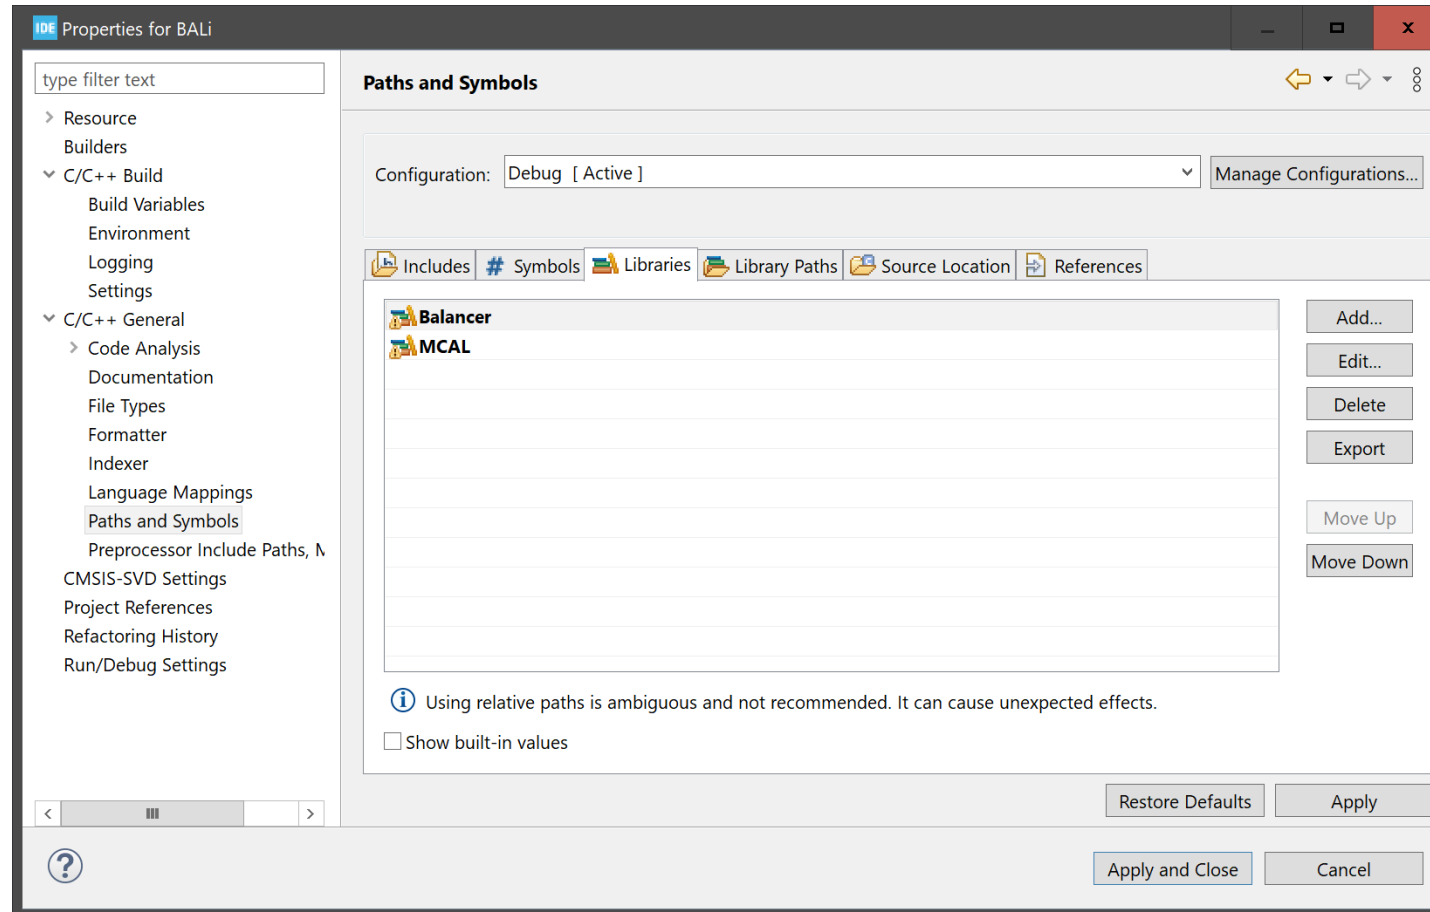 IDE Properties for BALi
type filter text
Paths and Symbols
Resource
Builders
C/C++ Build
Build Variables
Environment
Logging
Settings
C/C++ General
Code Analysis
Documentation
File Types
Formatter
Indexer
Language Mappings
Paths and Symbols
Preprocessor Include Paths, M
CMSIS-SVD Settings
Project References
Refactoring History
Run/Debug Settings
Configuration: Debug [ Active ] Manage Configurations...
Includes # Symbols Libraries Library Paths Source Location References
Balancer
MCAL
Add...
Edit...
Delete
Export
Move Up
Move Down
Using relative paths is ambiguous and not recommended. It can cause unexpected effects.
Show built-in values
Restore Defaults Apply
? Apply and Close Cancel